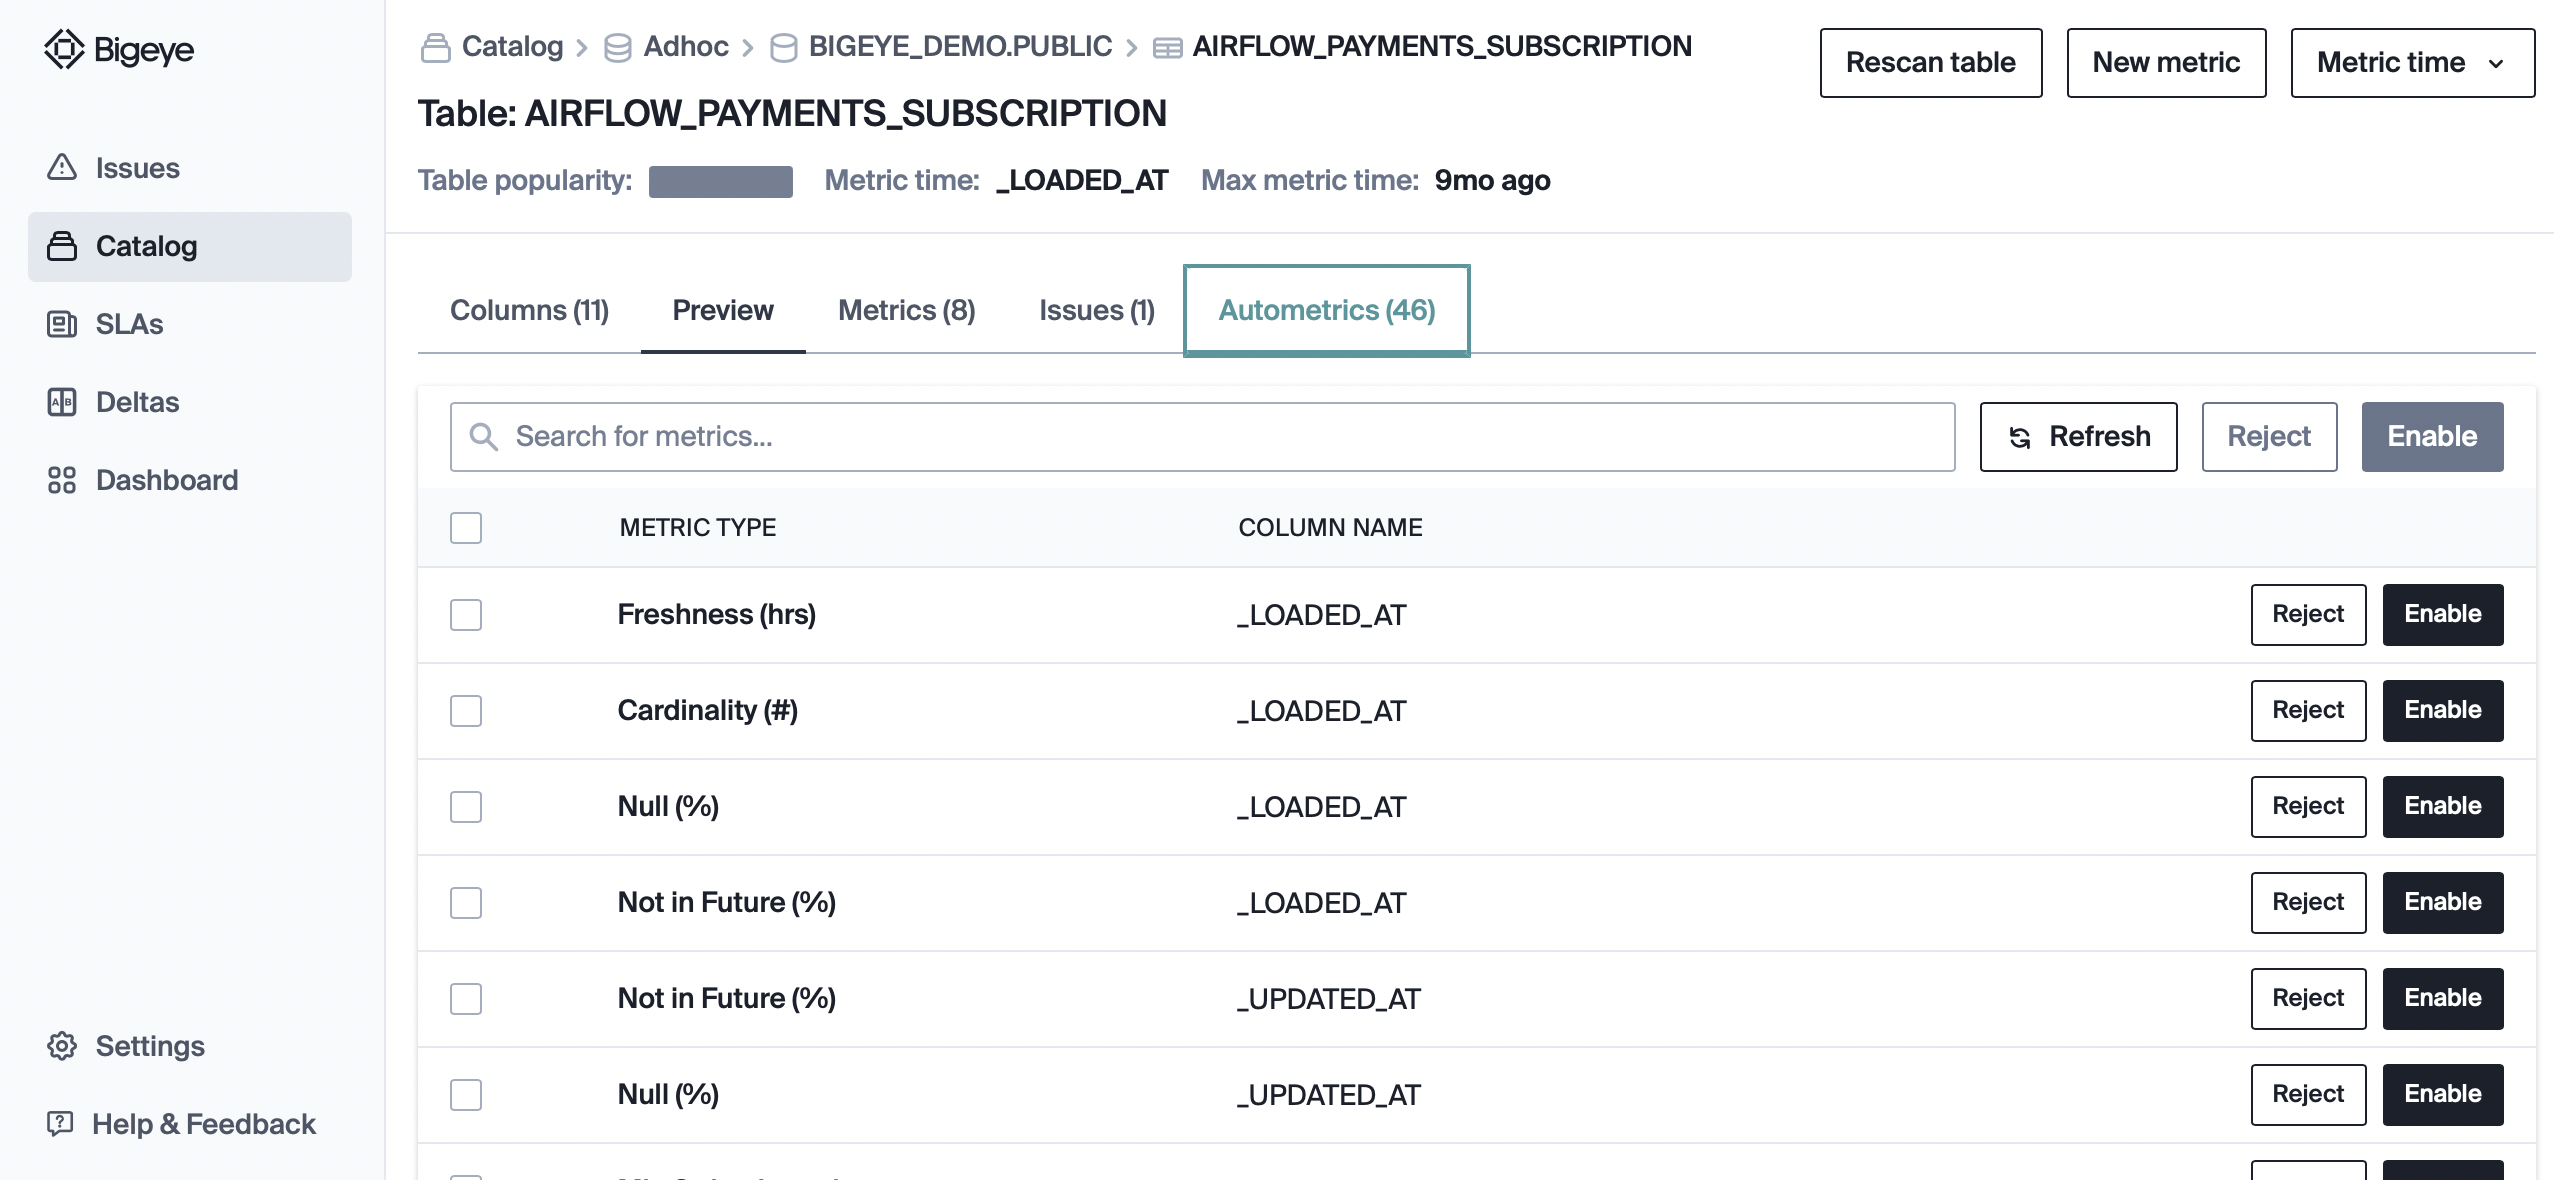 Bigeye
Issues
Catalog
SLAs
Deltas
Dashboard
Settings
Help & Feedback
Catalog > Adhoc > BIGEYE_DEMO.PUBLIC > AIRFLOW_PAYMENTS_SUBSCRIPTION
Rescan table
New metric
Metric time
Table: AIRFLOW_PAYMENTS_SUBSCRIPTION
Table popularity: Metric time: _LOADED_AT Max metric time: 9mo ago
Columns (11) Preview Metrics (8) Issues (1) Autometrics (46)
Search for metrics... Refresh Reject Enable
METRIC TYPE COLUMN NAME
Freshness (hrs) _LOADED_AT Reject Enable
Cardinality (#) _LOADED_AT Reject Enable
Null (%) _LOADED_AT Reject Enable
Not in Future (%) _LOADED_AT Reject Enable
Not in Future (%) _UPDATED_AT Reject Enable
Null (%) _UPDATED_AT Reject Enable